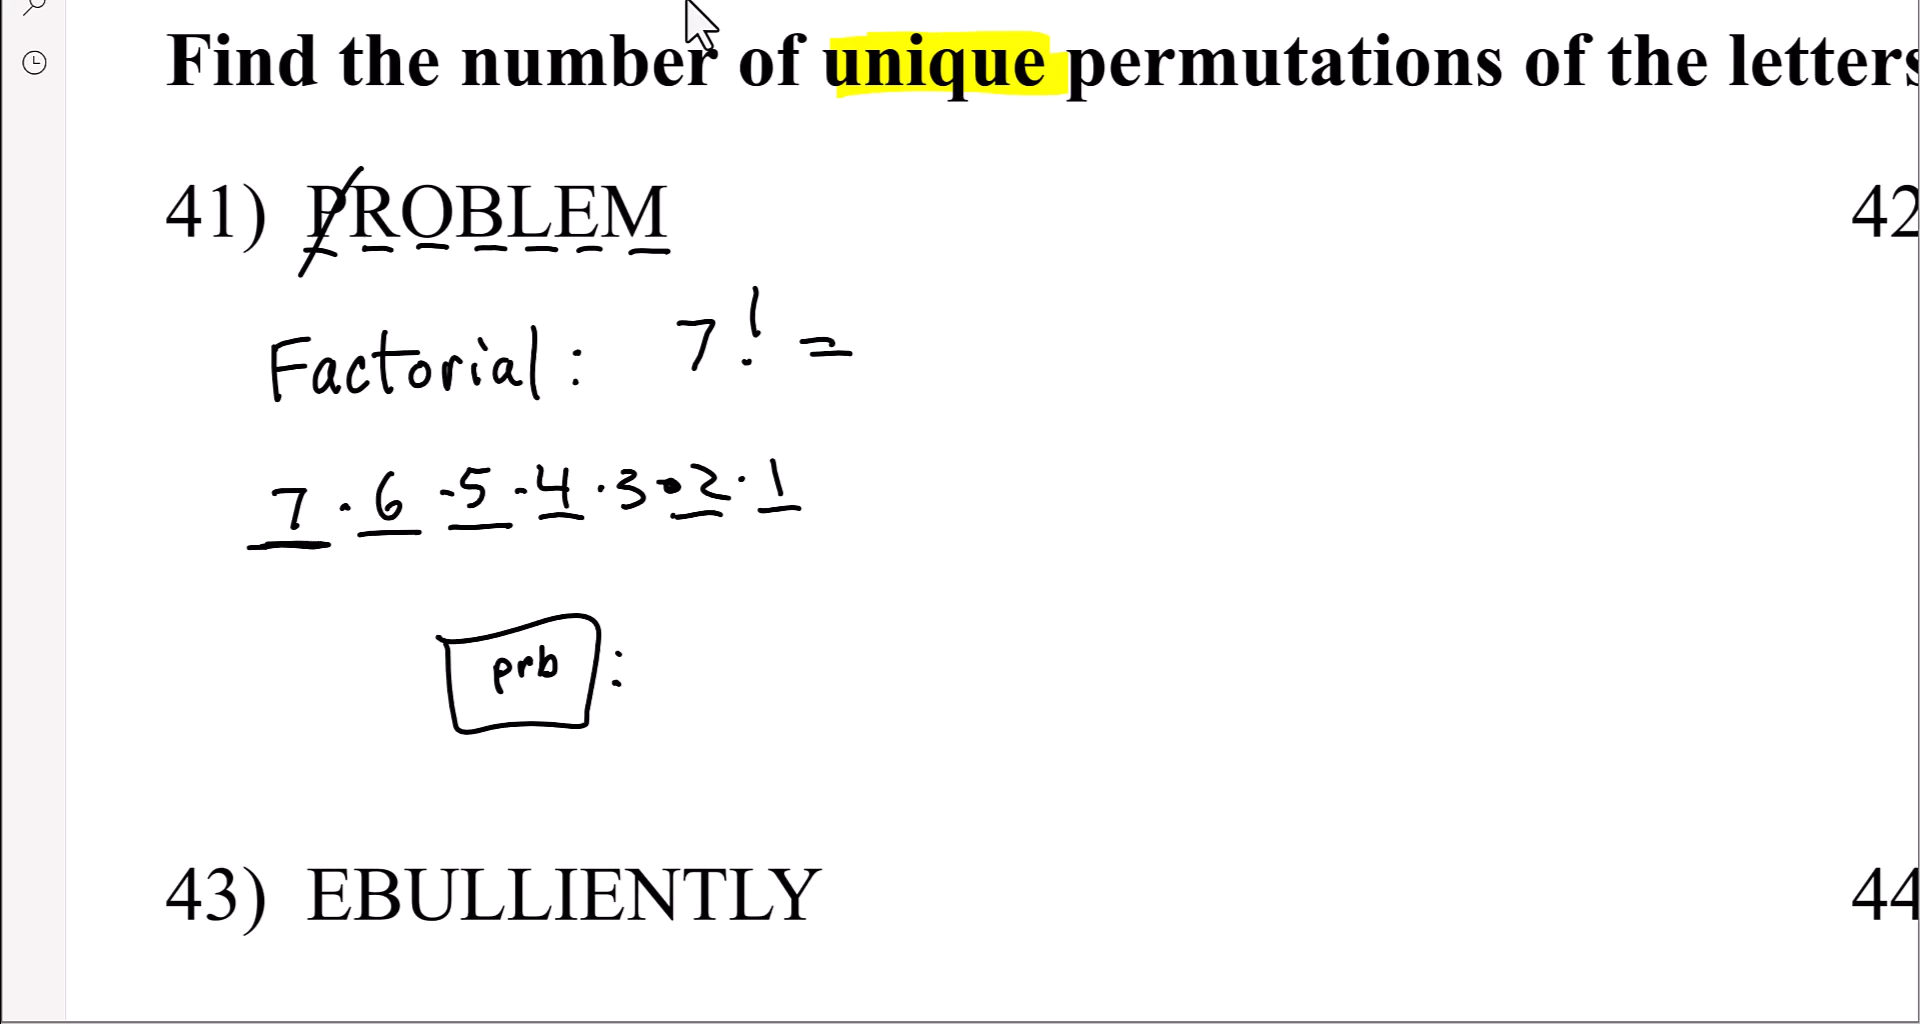 Find the number of unique permutations of the letters
41) PROBLEM
42
Factorial: 7! =
7 · 6 · 5 · 4 · 3 · 2 · 1
prb :
43) EBULLIENTLY
44